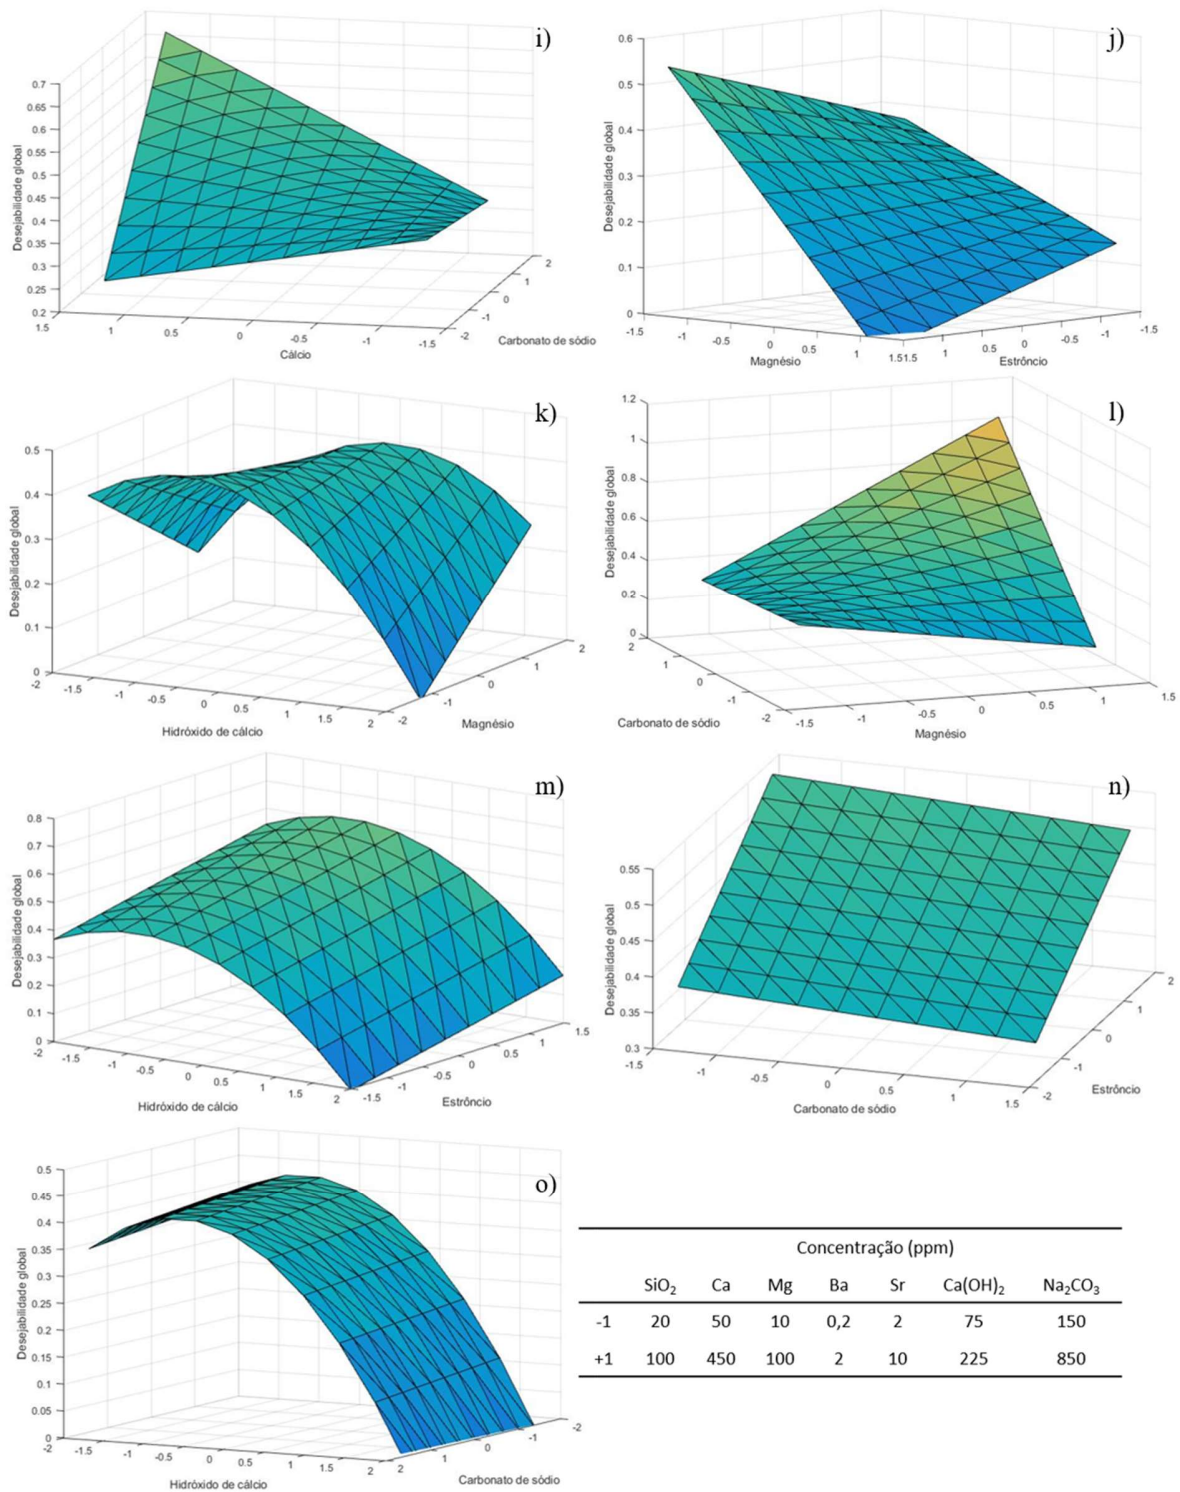 i)
Desejabilidade global
0.7
0.65
0.6
0.55
0.5
0.45
0.4
0.35
0.3
0.25
0.2
1.5 1 0.5 0 -0.5 -1 -1.5
Cálcio
-2 -1 0 1 2
Carbonato de sódio
j)
Desejabilidade global
0.6
0.5
0.4
0.3
0.2
0.1
0
-1.5 -1 -0.5 0 0.5 1 1.5
Magnésio
1.5 1 0.5 0 -0.5 -1 -1.5
Estrôncio
k)
Desejabilidade global
0.5
0.4
0.3
0.2
0.1
0
-2 -1.5 -1 -0.5 0 0.5 1 1.5 2
Hidróxido de cálcio
-2 -1 0 1 2
Magnésio
l)
Desejabilidade global
1.2
1
0.8
0.6
0.4
0.2
0
2 1 0 -1 -2
Carbonato de sódio
-1.5 -1 -0.5 0 0.5 1 1.5
Magnésio
m)
Desejabilidade global
0.8
0.7
0.6
0.5
0.4
0.3
0.2
0.1
0
-2 -1.5 -1 -0.5 0 0.5 1 1.5 2
Hidróxido de cálcio
-1.5 -1 -0.5 0 0.5 1 1.5
Estrôncio
n)
Desejabilidade global
0.55
0.5
0.45
0.4
0.35
0.3
-1.5 -1 -0.5 0 0.5 1 1.5
Carbonato de sódio
-2 -1 0 1 2
Estrôncio
o)
Desejabilidade global
0.5
0.45
0.4
0.35
0.3
0.25
0.2
0.15
0.1
0.05
0
-2 -1.5 -1 -0.5 0 0.5 1 1.5 2
Hidróxido de cálcio
2 1 0 -1 -2
Carbonato de sódio
Concentração (ppm)
SiO₂ Ca Mg Ba Sr Ca(OH)₂ Na₂CO₃
-1 20 50 10 0,2 2 75 150
+1 100 450 100 2 10 225 850